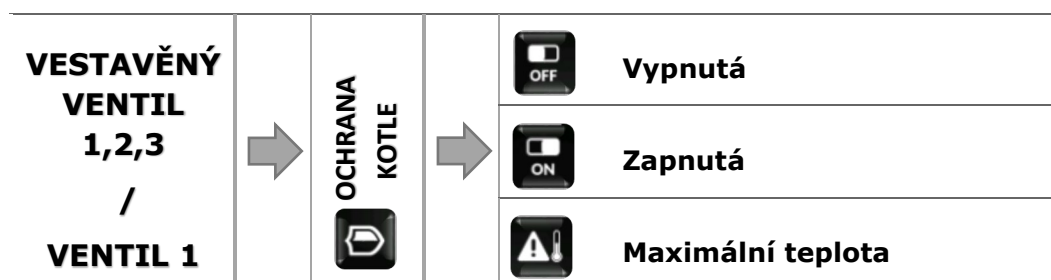 VESTAVĚNÝ
VENTIL
1,2,3
/
VENTIL 1
OCHRANA
KOTLE
OFF
Vypnutá
ON
Zapnutá
Maximální teplota